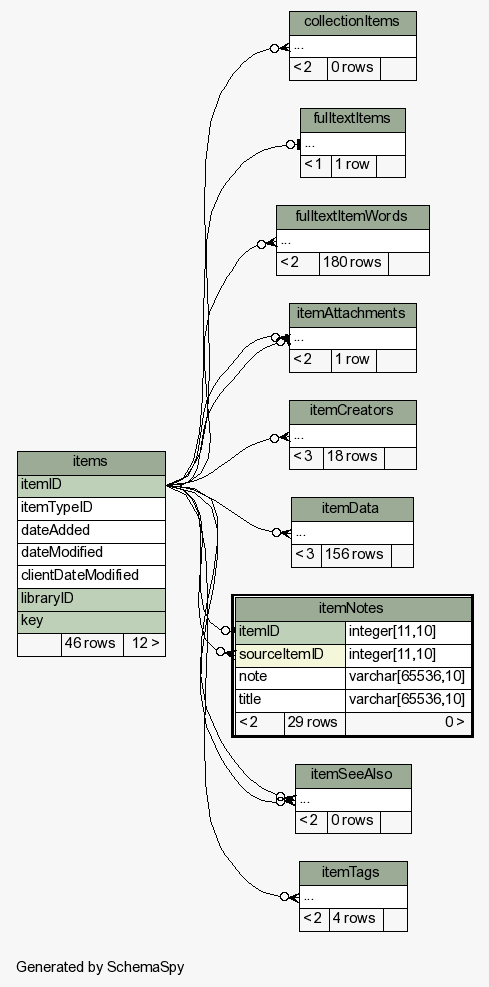 collectionItems
...
< 2 0 rows
fulltextItems
...
< 1 1 row
fulltextItemWords
...
< 2 180 rows
itemAttachments
...
< 2 1 row
itemCreators
...
< 3 18 rows
items
itemID
itemTypeID
dateAdded
dateModified
clientDateModified
libraryID
key
46 rows 12 >
itemData
...
< 3 156 rows
itemNotes
itemID integer[11,10]
sourceItemID integer[11,10]
note varchar[65536,10]
title varchar[65536,10]
< 2 29 rows 0 >
itemSeeAlso
...
< 2 0 rows
itemTags
...
< 2 4 rows
Generated by SchemaSpy